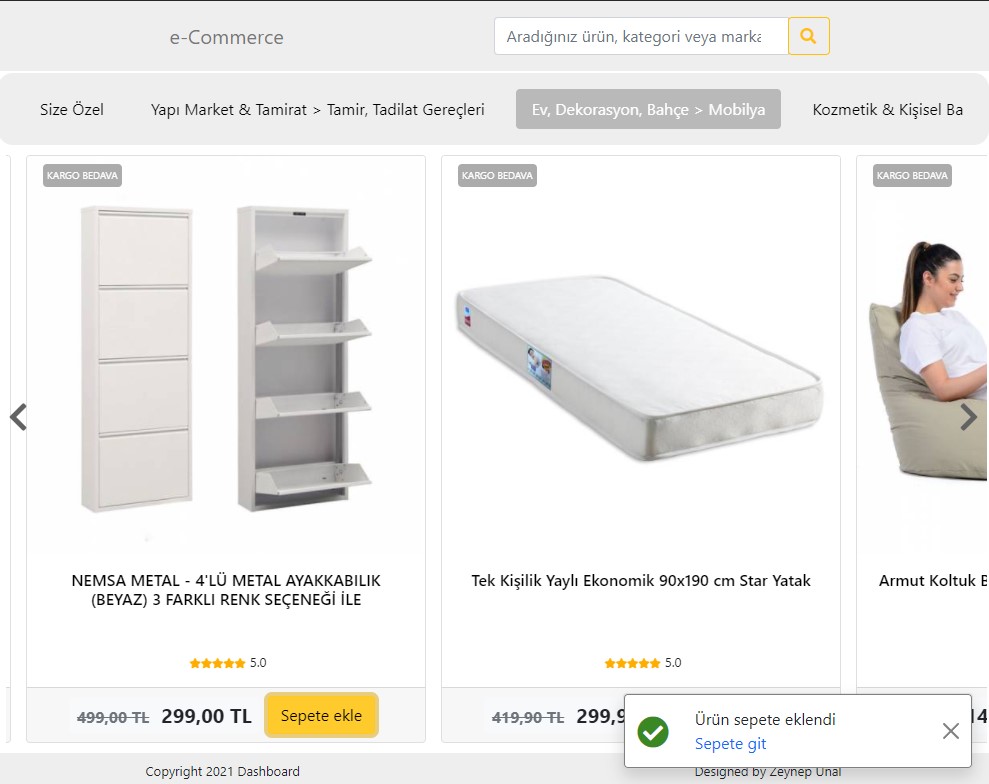 e-Commerce
Aradığınız ürün, kategori veya marka
Size Özel
Yapı Market & Tamirat > Tamir, Tadilat Gereçleri
Ev, Dekorasyon, Bahçe > Mobilya
Kozmetik & Kişisel Ba
KARGO BEDAVA
KARGO BEDAVA
KARGO BEDAVA
NEMSA METAL - 4'LÜ METAL AYAKKABILIK
(BEYAZ) 3 FARKLI RENK SEÇENEĞİ İLE
Tek Kişilik Yaylı Ekonomik 90x190 cm Star Yatak
Armut Koltuk B
5.0
5.0
499,00 TL 299,00 TL Sepete ekle
419,90 TL 299,9
14
Ürün sepete eklendi
Sepete git
Copyright 2021 Dashboard
Designed by Zeynep Ünal